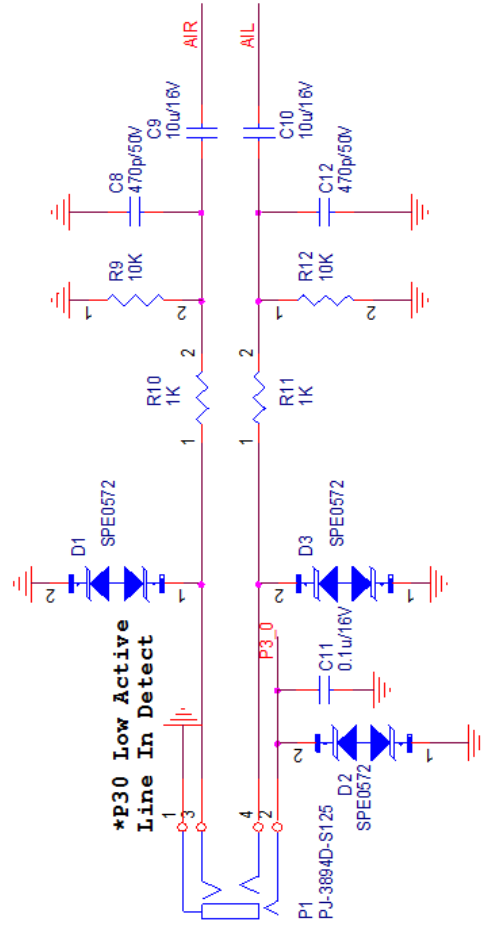 *P30 Low Active
Line In Detect
P1
PJ-3894D-S125
1
3
4
2
D1
SPE0572
2
1
D2
SPE0572
2
1
D3
SPE0572
2
1
C11
0.1u/16V
P3_0
R10
1K
1
2
R11
1K
1
2
R9
10K
1
2
R12
10K
1
2
C8
470p/50V
C12
470p/50V
C9
10u/16V
C10
10u/16V
AIR
AIL